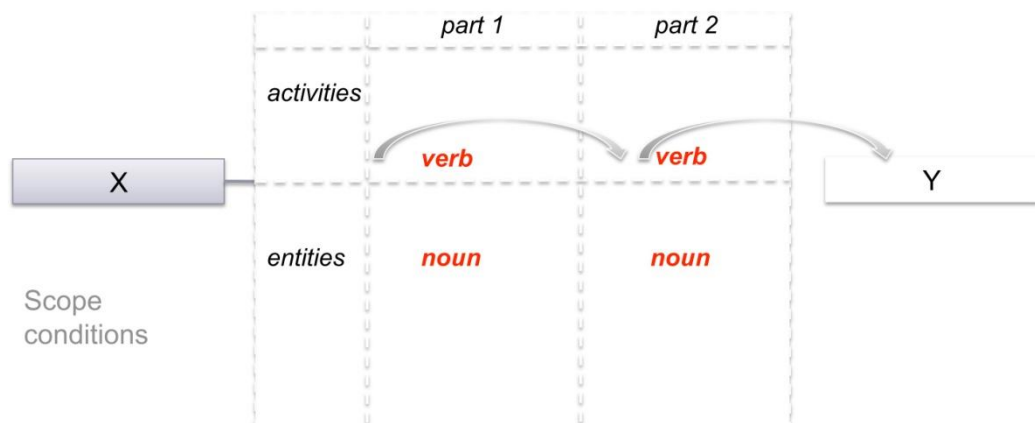 part 1
part 2
activities
verb
verb
X
Y
entities
noun
noun
Scope
conditions